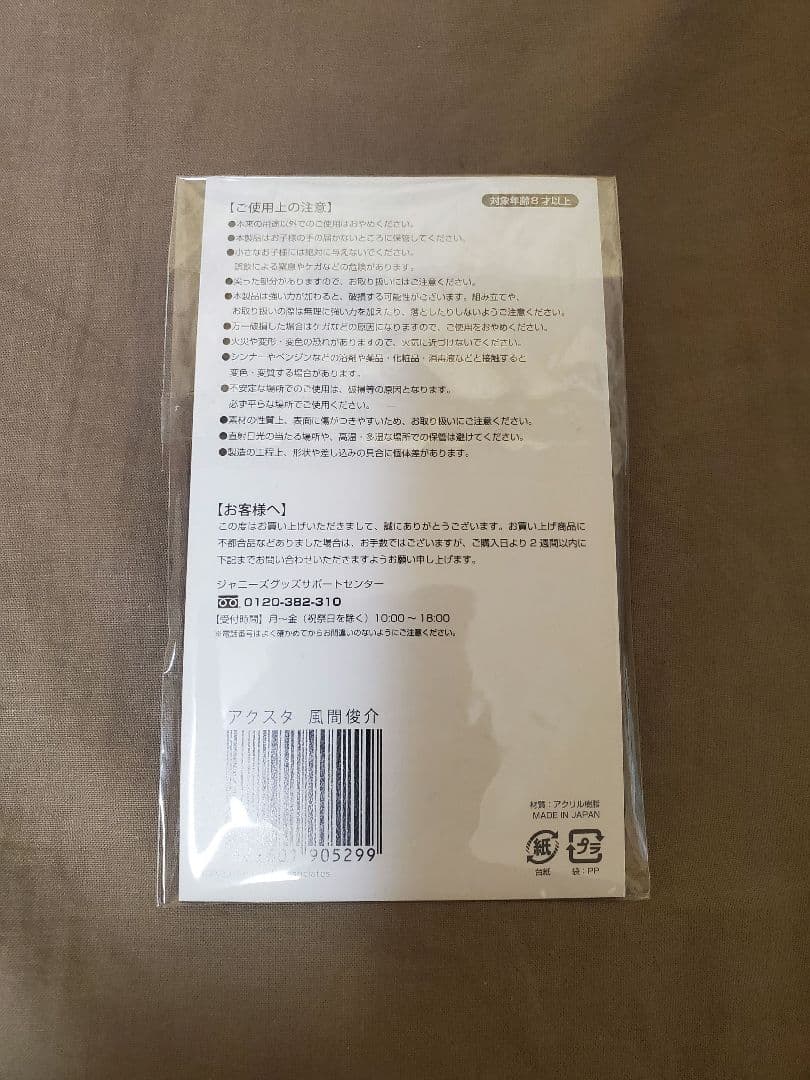 【ご使用上の注意】
対象年齢8才以上
●本来の用途以外でのご使用はおやめください。
●本製品はお子様の手の届かないところに保管してください。
●小さなお子様には絶対に与えないでください。
誤飲による窒息やケガなどの危険があります。
●尖った部分がありますので、お取り扱いにはご注意ください。
●本製品は強い力が加わると、破損する可能性がございます。組み立てや、
お取り扱いの際は無理に強い力を加えたり、落としたりしないようご注意ください。
●万一破損した場合はケガなどの原因になりますので、ご使用をおやめください。
●火災や変形・変色の恐れがありますので、火気に近づけないでください。
●シンナーやベンジンなどの溶剤や薬品・化粧品・消毒液などと接触すると
変色・変質する場合があります。
●不安定な場所でのご使用は、破損等の原因となります。
必ず平らな場所でご使用ください。
●素材の性質上、表面に傷がつきやすいため、お取り扱いにご注意ください。
●直射日光の当たる場所や、高温・多湿な場所での保管は避けてください。
●製造の工程上、形状や差し込みの具合に個体差があります。
【お客様へ】
この度はお買い上げいただきまして、誠にありがとうございます。お買い上げ商品に
不都合品などありました場合は、お手数ではございますが、ご購入日より2週間以内に
下記までお問い合わせいただきますようお願い申し上げます。
ジャニーズグッズサポートセンター
0120-382-310
【受付時間】月～金（祝祭日を除く）10:00～18:00
※電話番号はよく確かめてからお間違いのないようにご注意ください。
アクスタ 風間俊介
905299
材質：アクリル樹脂
MADE IN JAPAN
紙 プラ
台紙 袋：PP